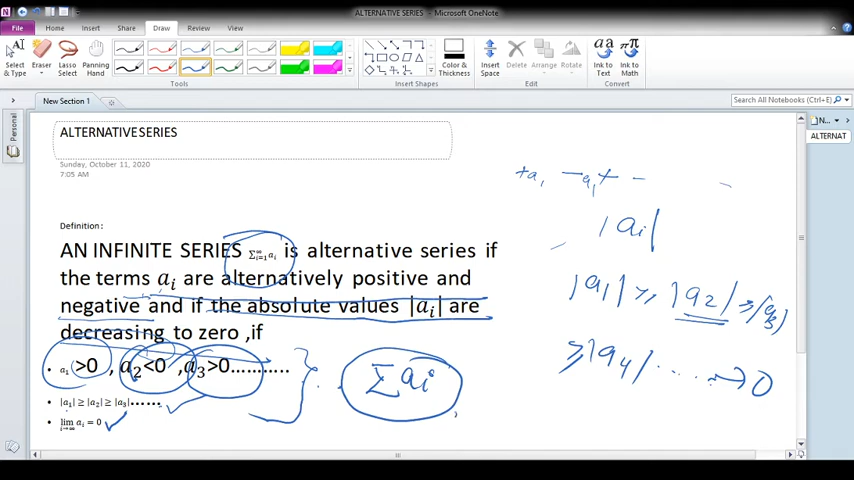 ALTERNATIVE SERIES - Microsoft OneNote
File Home Insert Share Draw Review View
Select & Type Eraser Lasso Select Panning Hand Color & Thickness Insert Space Delete Arrange Rotate Ink to Text Ink to Math
Tools Insert Shapes Edit Convert
New Section 1 Search All Notebooks (Ctrl+E)
Personal
N...
ALTERNAT
ALTERNATIVE SERIES
Sunday, October 11, 2020
7:05 AM
+a₁ -a₁+ -
Definition:
|aᵢ|
AN INFINITE SERIES ∑ᵢ₌₁^∞ aᵢ is alternative series if
the terms aᵢ are alternatively positive and
negative and if the absolute values |aᵢ| are
decreasing to zero ,if
|a₁| ≥ |a₂| ≥ |a₃|
≥ |a₄| ..... → 0
• a₁ >0 , a₂<0 ,a₃>0...........
∑ aᵢ
• |a₁| ≥ |a₂| ≥ |a₃|......
• lim i→∞ aᵢ = 0